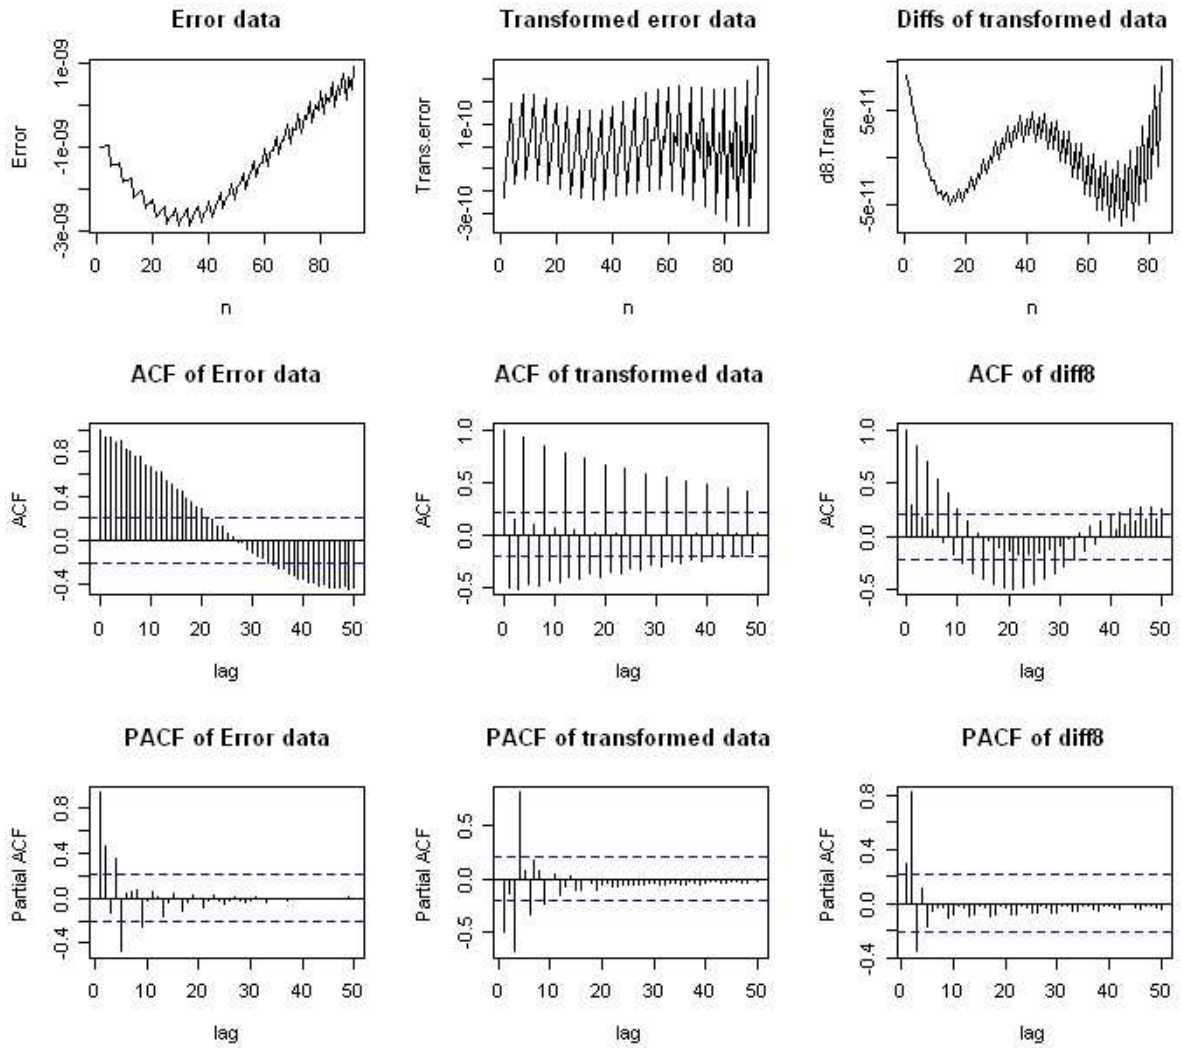 Error data
Transformed error data
Diffs of transformed data
Error
-3e-09 -1e-09 1e-09
0 20 40 60 80
n
Trans.error
-3e-10 -1e-10 1e-10
0 20 40 60 80
n
d8.Trans
-5e-11 5e-11
0 20 40 60 80
n
ACF of Error data
ACF of transformed data
ACF of diff8
ACF
-0.4 0.0 0.4 0.8
0 10 20 30 40 50
lag
ACF
-0.5 0.0 0.5 1.0
0 10 20 30 40 50
lag
ACF
-0.5 0.0 0.5 1.0
0 10 20 30 40 50
lag
PACF of Error data
PACF of transformed data
PACF of diff8
Partial ACF
-0.4 0.0 0.4 0.8
0 10 20 30 40 50
lag
Partial ACF
-0.5 0.0 0.5
0 10 20 30 40 50
lag
Partial ACF
-0.4 0.0 0.4 0.8
0 10 20 30 40 50
lag